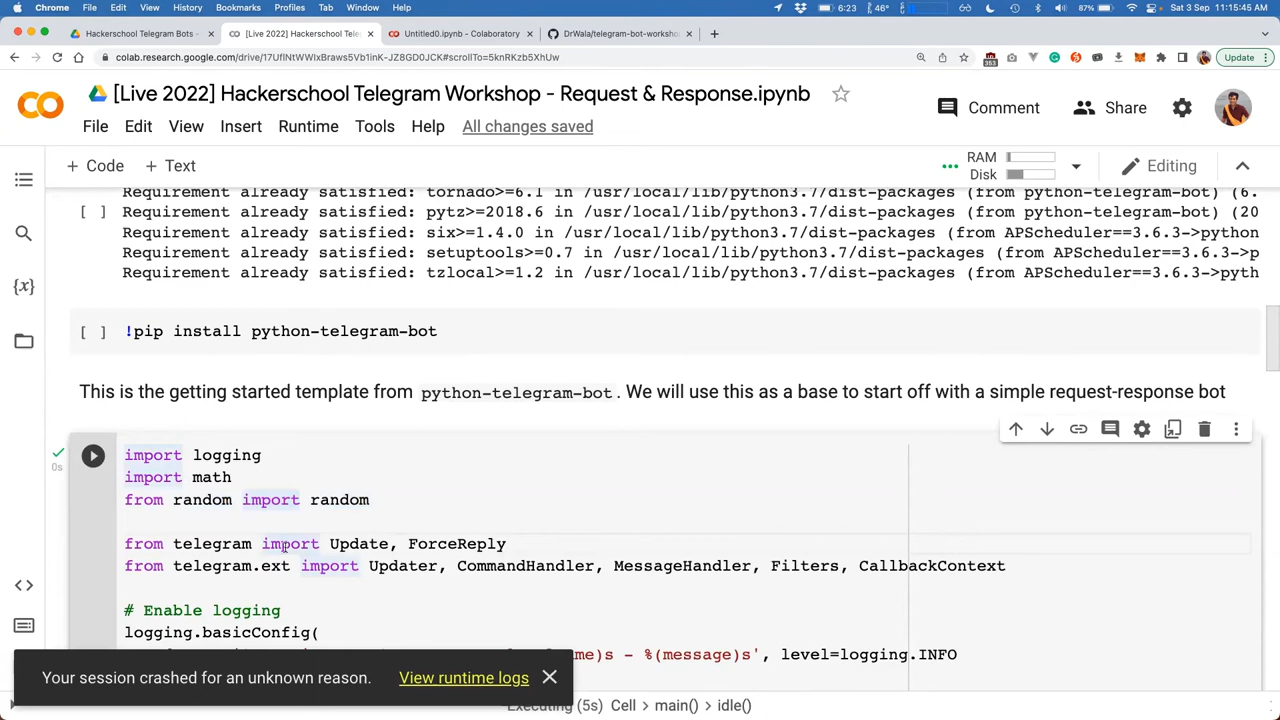 Chrome File Edit View History Bookmarks Profiles Tab Window Help 6:23 46° 87% Sat 3 Sep 11:15:45 AM
Hackerschool Telegram Bots - [Live 2022] Hackerschool Tele Untitled0.ipynb - Colaboratory DrWala/telegram-bot-worksho
colab.research.google.com/drive/17UflNtWWIxBraws5Vb1inK-JZ8GD0JCK#scrollTo=5knRKzb5XhUw 363 Update
CO [Live 2022] Hackerschool Telegram Workshop - Request & Response.ipynb Comment Share
File Edit View Insert Runtime Tools Help All changes saved
+ Code + Text RAM Disk Editing
Requirement already satisfied: tornado>=6.1 in /usr/local/lib/python3.7/dist-packages (from python-telegram-bot) (6.
[ ] Requirement already satisfied: pytz>=2018.6 in /usr/local/lib/python3.7/dist-packages (from python-telegram-bot) (20
Requirement already satisfied: six>=1.4.0 in /usr/local/lib/python3.7/dist-packages (from APScheduler==3.6.3->python
Requirement already satisfied: setuptools>=0.7 in /usr/local/lib/python3.7/dist-packages (from APScheduler==3.6.3->p
Requirement already satisfied: tzlocal>=1.2 in /usr/local/lib/python3.7/dist-packages (from APScheduler==3.6.3->pyth
{x}
[ ] !pip install python-telegram-bot
This is the getting started template from python-telegram-bot. We will use this as a base to start off with a simple request-response bot
0s
import logging
import math
from random import random
from telegram import Update, ForceReply
from telegram.ext import Updater, CommandHandler, MessageHandler, Filters, CallbackContext
# Enable logging
logging.basicConfig(
me)s - %(message)s', level=logging.INFO
Your session crashed for an unknown reason. View runtime logs
Executing (5s) Cell > main() > idle()